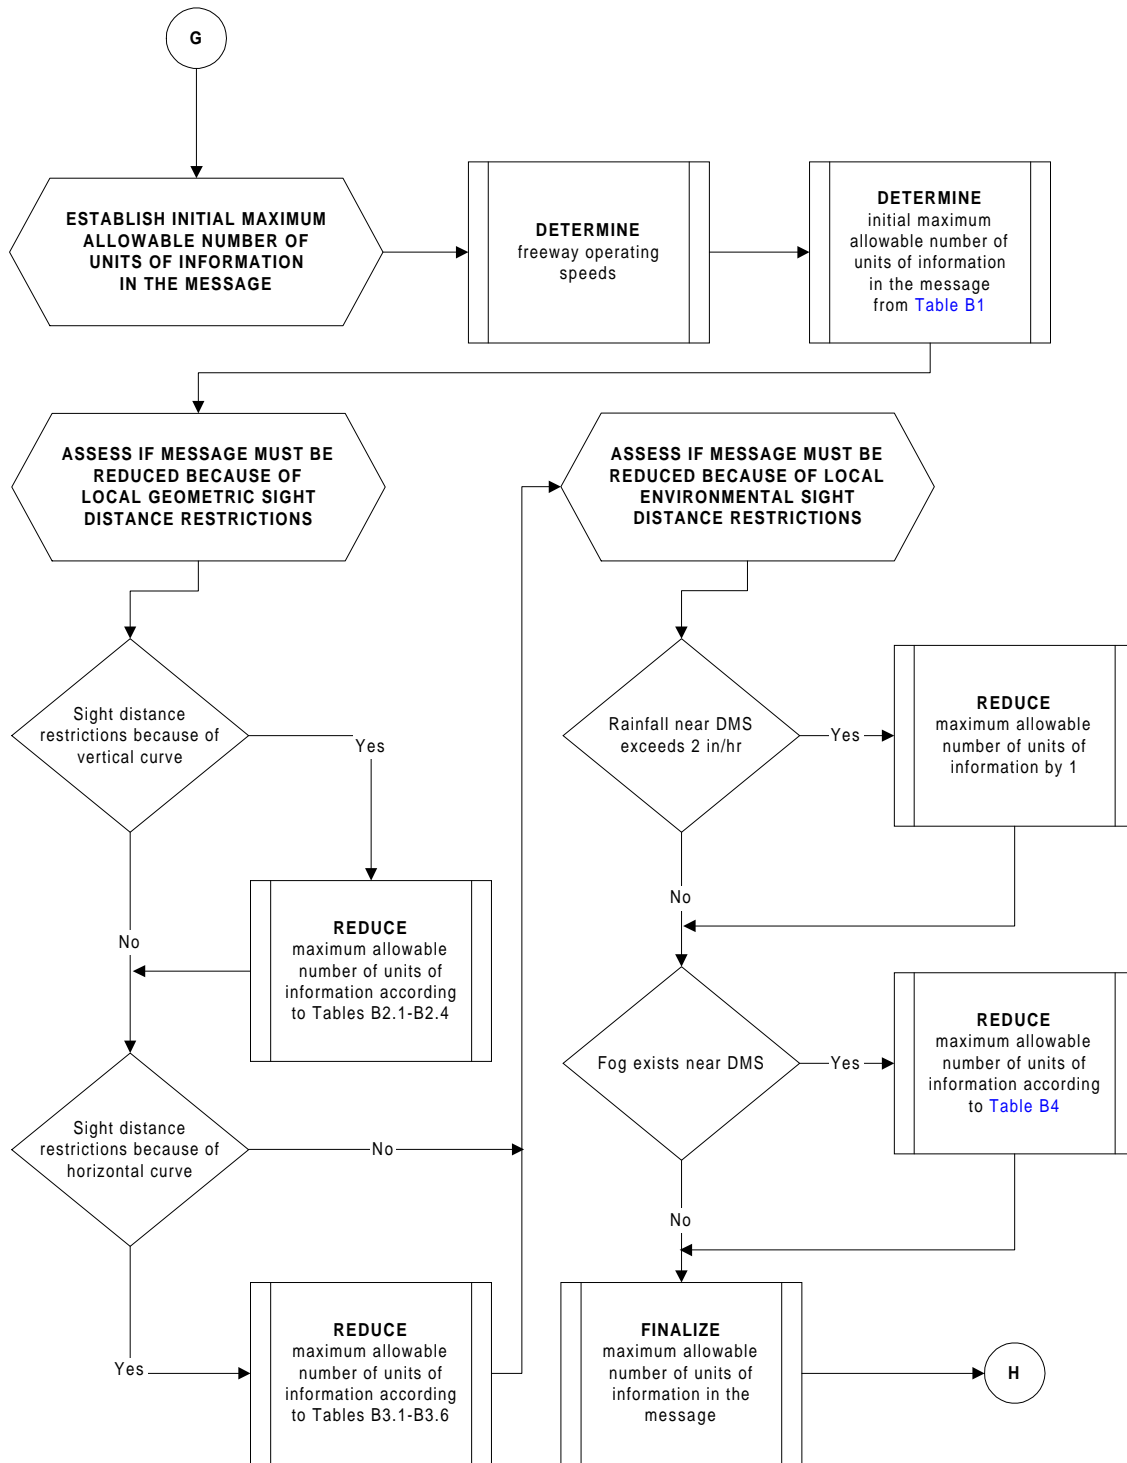 G
ESTABLISH INITIAL MAXIMUM
ALLOWABLE NUMBER OF
UNITS OF INFORMATION
IN THE MESSAGE
DETERMINE
freeway operating
speeds
DETERMINE
initial maximum
allowable number of
units of information
in the message
from Table B1
ASSESS IF MESSAGE MUST BE
REDUCED BECAUSE OF
LOCAL GEOMETRIC SIGHT
DISTANCE RESTRICTIONS
Sight distance
restrictions because of
vertical curve
Yes
No
REDUCE
maximum allowable
number of units of
information according
to Tables B2.1-B2.4
Sight distance
restrictions because of
horizontal curve
No
Yes
REDUCE
maximum allowable
number of units of
information according
to Tables B3.1-B3.6
ASSESS IF MESSAGE MUST BE
REDUCED BECAUSE OF LOCAL
ENVIRONMENTAL SIGHT
DISTANCE RESTRICTIONS
Rainfall near DMS
exceeds 2 in/hr
Yes
REDUCE
maximum allowable
number of units of
information by 1
No
Fog exists near DMS
Yes
REDUCE
maximum allowable
number of units of
information according
to Table B4
No
FINALIZE
maximum allowable
number of units of
information in the
message
H